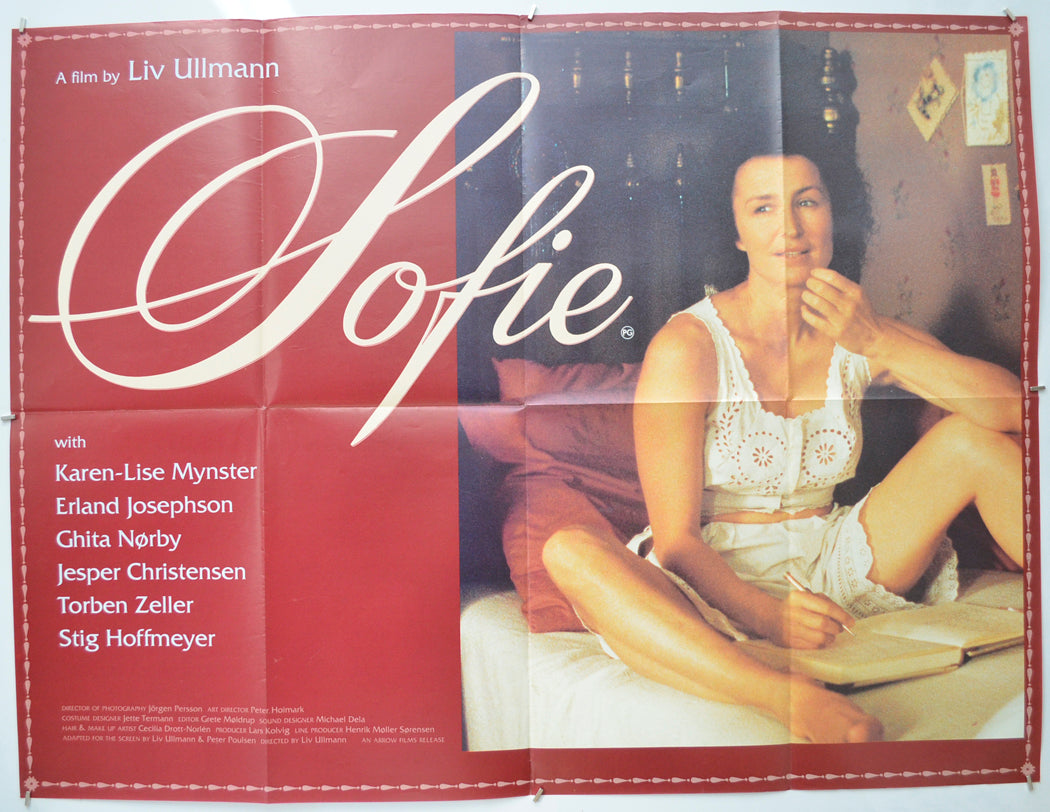 A film by Liv Ullmann
Sofie
PG
with
Karen-Lise Mynster
Erland Josephson
Ghita Nørby
Jesper Christensen
Torben Zeller
Stig Hoffmeyer
DIRECTOR OF PHOTOGRAPHY Jörgen Persson ART DIRECTOR Peter Hoimark
COSTUME DESIGNER Jette Termann EDITOR Grete Møldrup SOUND DESIGNER Michael Dela
HAIR & MAKE UP ARTIST Cecilia Drott-Norlén PRODUCER Lars Kolvig LINE PRODUCER Henrik Møller Sørensen
ADAPTED FOR THE SCREEN BY Liv Ullmann & Peter Poulsen DIRECTED BY Liv Ullmann AN ARROW FILMS RELEASE